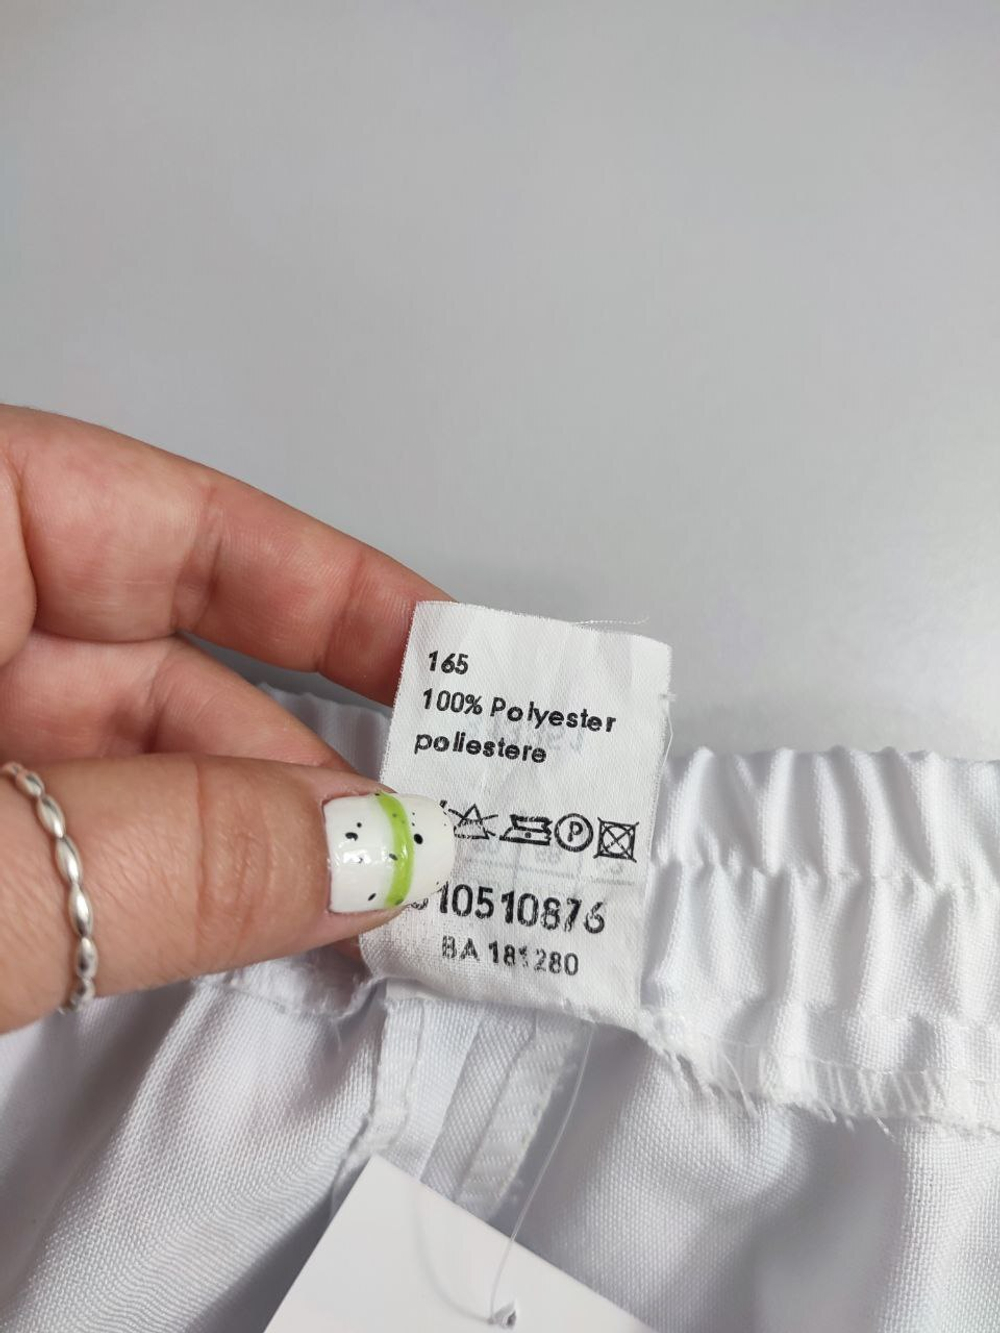 165
100% Polyester
poliestere
P
10510876
BA 181280